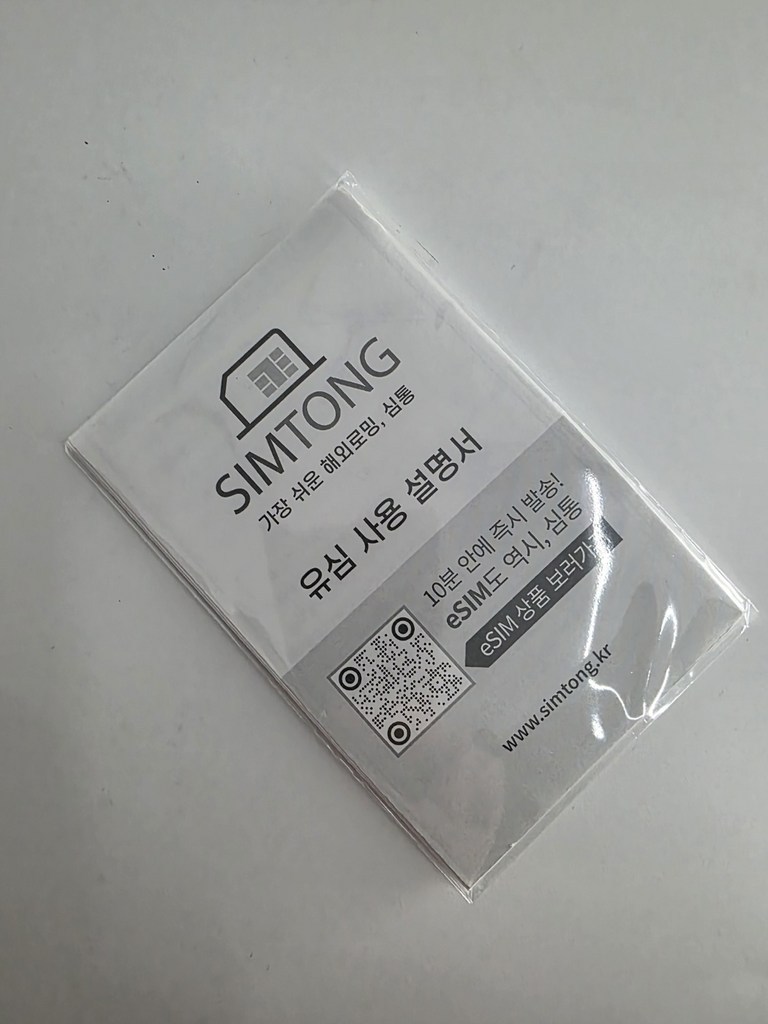 SIMTONG
가장 쉬운 해외로밍, 심통
유심 사용 설명서
10분 안에 즉시 발송!
eSIM도 역시, 심통
eSIM 상품 보러가기
www.simtong.kr